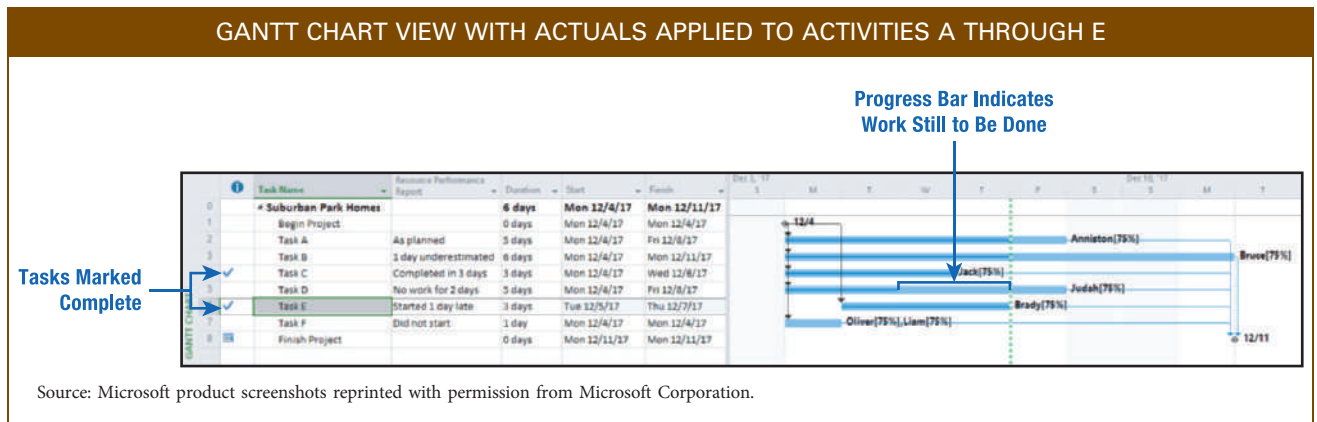 GANTT CHART VIEW WITH ACTUALS APPLIED TO ACTIVITIES A THROUGH E
Progress Bar Indicates
Work Still to Be Done
Tasks Marked
Complete
Task Name Resource Performance Report Duration Start Finish Dec 3, '17 Dec 10, '17
S M T W T F S S M T
0 Suburban Park Homes 6 days Mon 12/4/17 Mon 12/11/17
1 Begin Project 0 days Mon 12/4/17 Mon 12/4/17 12/4
2 Task A As planned 5 days Mon 12/4/17 Fri 12/8/17 Anniston[75%]
3 Task B 1 day underestimated 6 days Mon 12/4/17 Mon 12/11/17 Bruce[75%]
Task C Completed in 3 days 3 days Mon 12/4/17 Wed 12/6/17 Jack[75%]
5 Task D No work for 2 days 5 days Mon 12/4/17 Fri 12/8/17 Judah[75%]
Task E Started 1 day late 3 days Tue 12/5/17 Thu 12/7/17 Brady[75%]
7 Task F Did not start 1 day Mon 12/4/17 Mon 12/4/17 Oliver[75%],Liam[75%]
8 Finish Project 0 days Mon 12/11/17 Mon 12/11/17 12/11
GANTT CHART
Source: Microsoft product screenshots reprinted with permission from Microsoft Corporation.